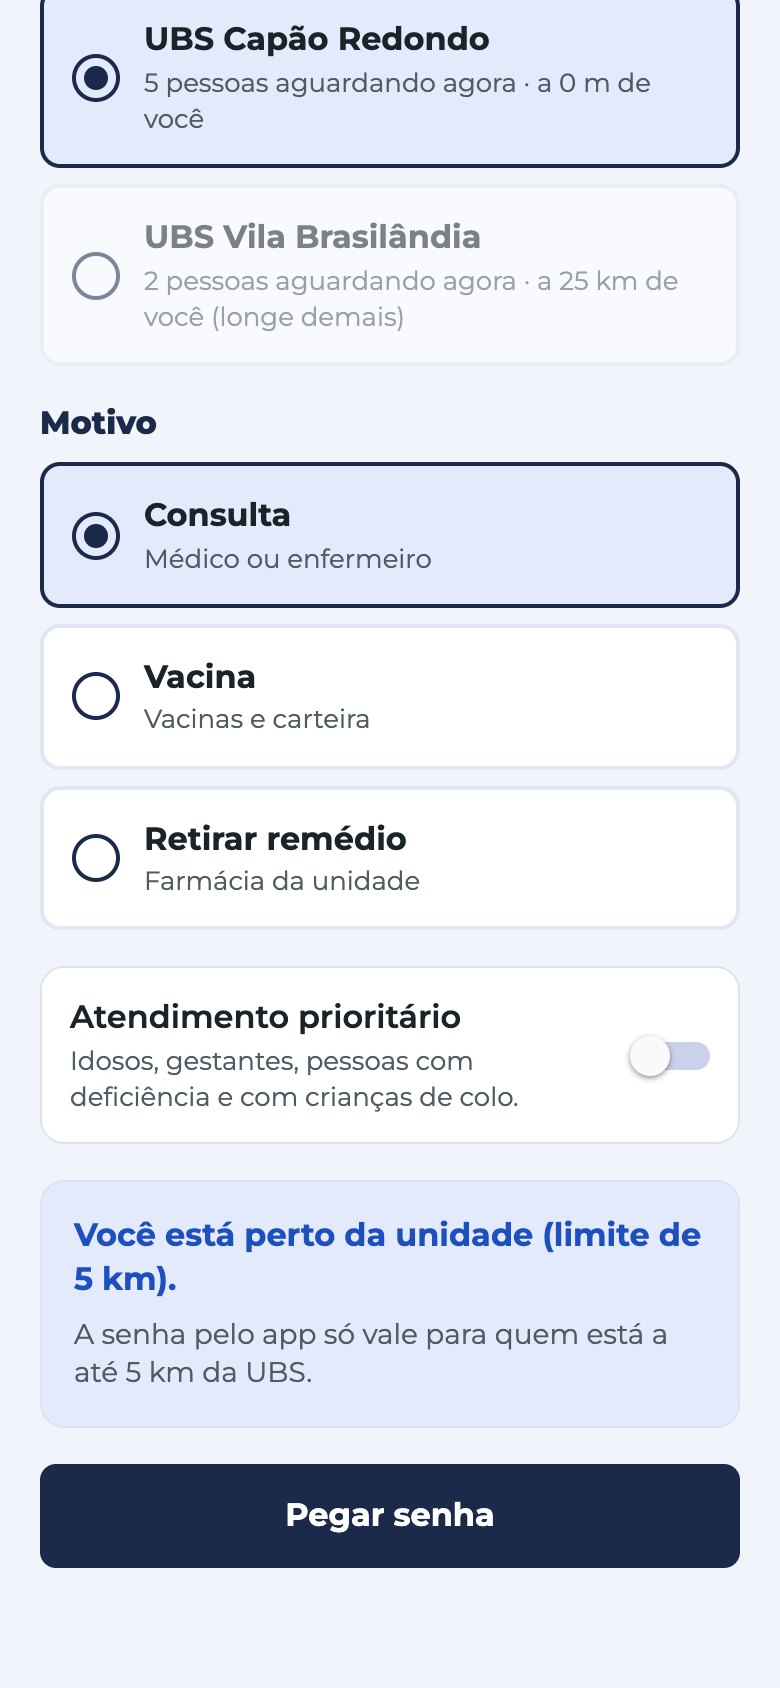 UBS Capão Redondo
5 pessoas aguardando agora · a 0 m de
você
UBS Vila Brasilândia
2 pessoas aguardando agora · a 25 km de
você (longe demais)
Motivo
Consulta
Médico ou enfermeiro
Vacina
Vacinas e carteira
Retirar remédio
Farmácia da unidade
Atendimento prioritário
Idosos, gestantes, pessoas com
deficiência e com crianças de colo.
Você está perto da unidade (limite de
5 km).
A senha pelo app só vale para quem está a
até 5 km da UBS.
Pegar senha